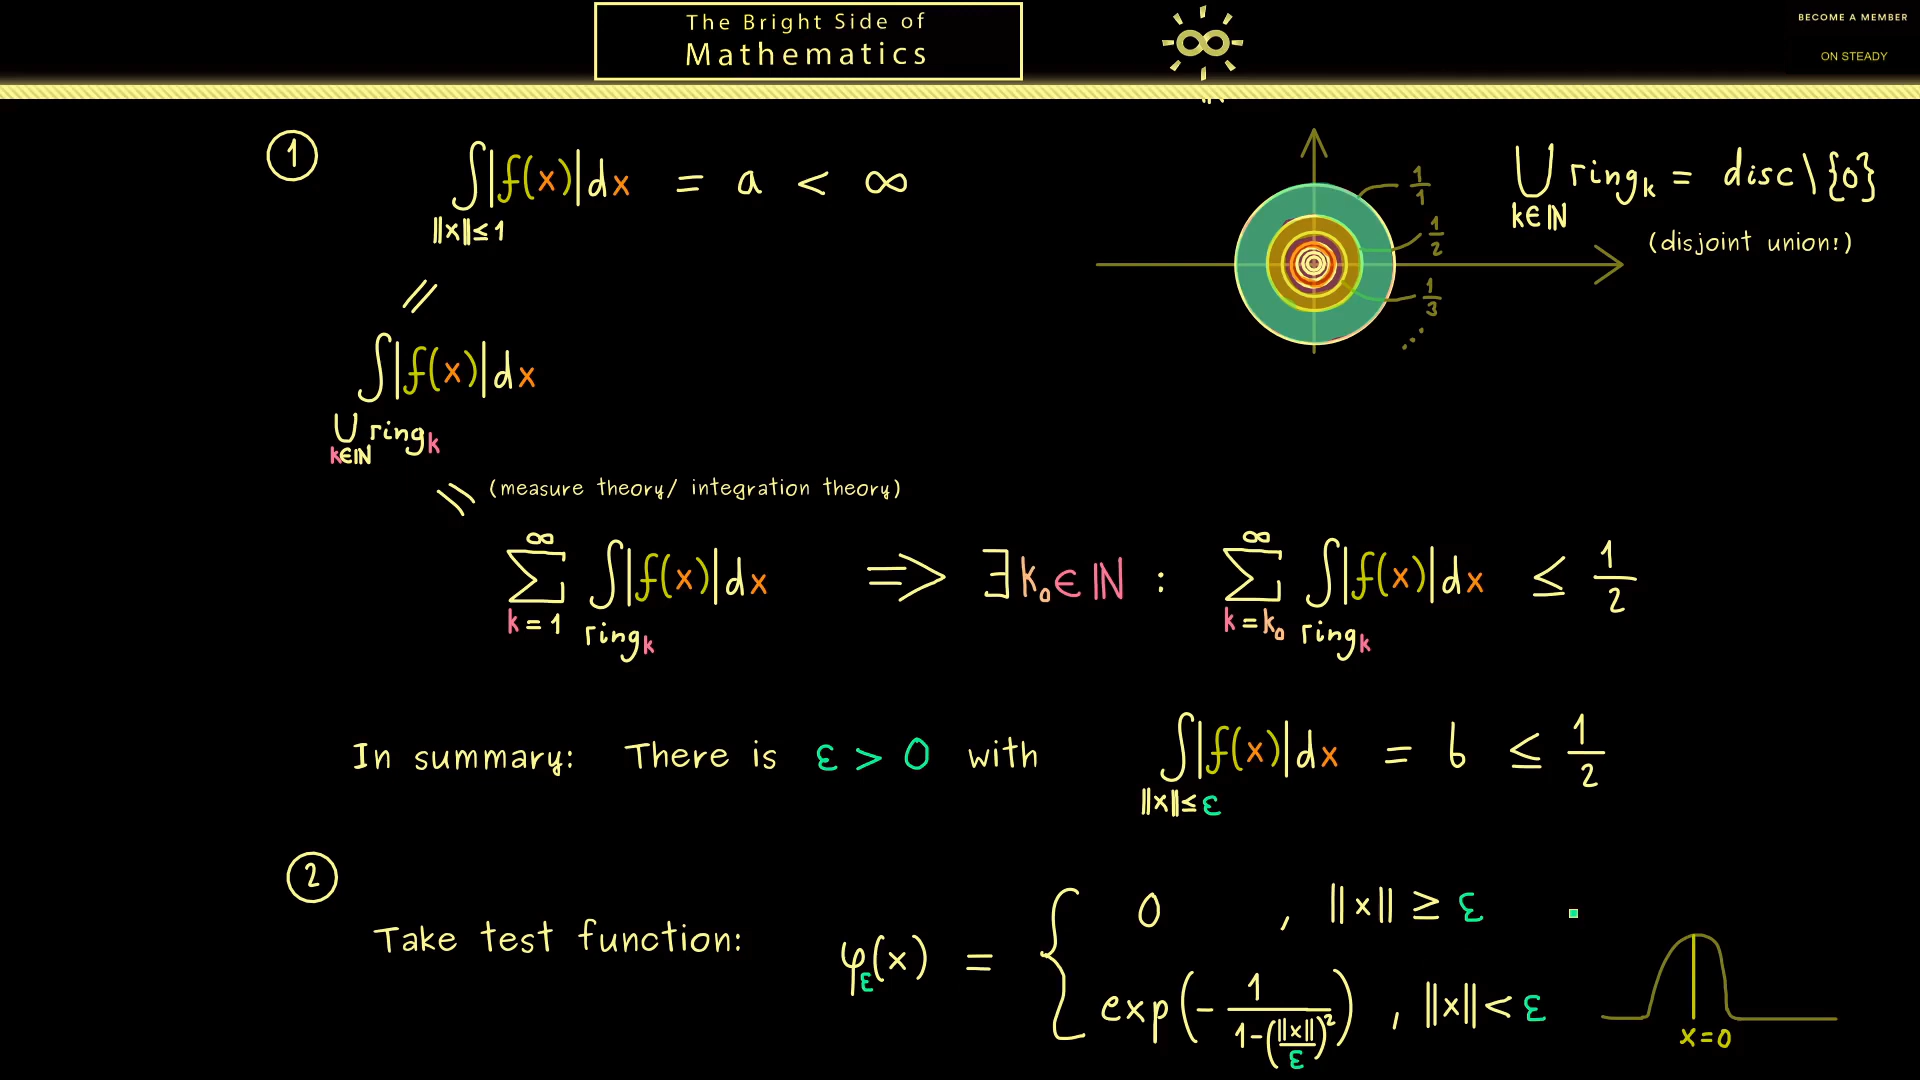 The Bright Side of
Mathematics
BECOME A MEMBER
ON STEADY
① ∫|f(x)|dx = a < ∞
‖x‖≤1
1/1
1/2
1/3
⋃ ring_k = disc\{0}
k∈ℕ
(disjoint union!)
=
∫|f(x)|dx
⋃ ring_k
k∈ℕ
= (measure theory/ integration theory)
∞
∑ ∫|f(x)|dx ⇒ ∃k₀∈ℕ : ∑ ∫|f(x)|dx ≤ 1/2
k=1 ring_k
∞
k=k₀ ring_k
In summary: There is ε > 0 with ∫|f(x)|dx = b ≤ 1/2
‖x‖≤ε
②
Take test function: φ_ε(x) = { 0 , ‖x‖ ≥ ε
exp(-1/(1-(‖x‖/ε)²)) , ‖x‖ < ε
x=0